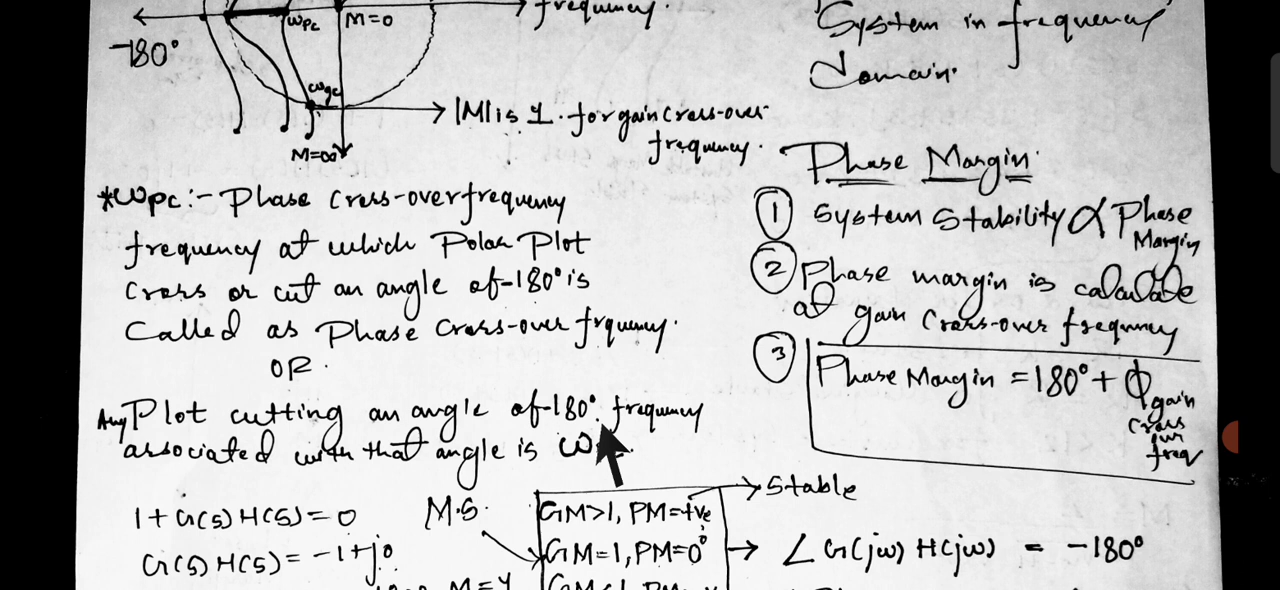 frequency.
ωpc
M=0
-180°
ωgc
|M| is 1. for gain cross-over
frequency.
M=∞
System in frequency
domain.
*ωpc :- Phase Cross-over frequency
frequency at which Polar Plot
Cross or cut an angle of -180° is
Called as Phase Cross-over frquency.
OR.
Any Plot cutting an angle of -180°. frequency
associated with that angle is ω
1+G(s)H(s)=0
G(s)H(s)= -1+j0
M.S.
GM>1, PM=+ve
Stable
GM=1, PM=0°
∠G(jω)H(jω) = -180°
Phase Margin
1 System Stability ∝ Phase
Margin
2 Phase margin is calculate
at gain Cross-over frequency
3 Phase Margin = 180° + Φ
gain
cross
over
freq